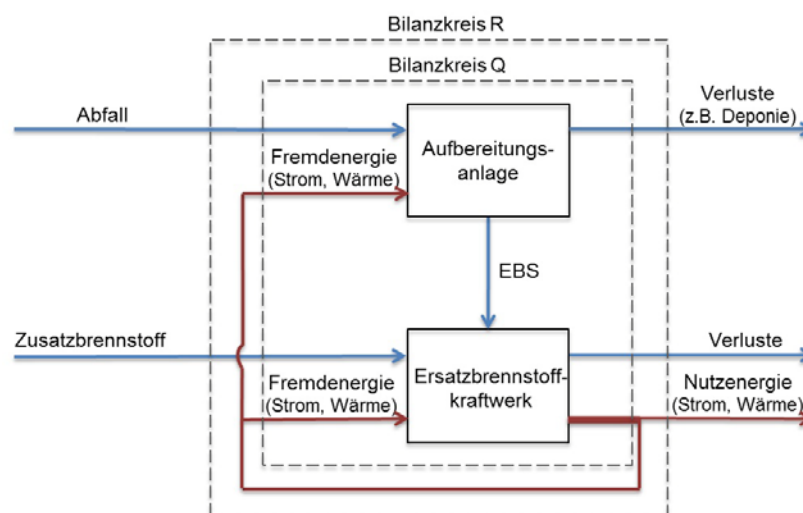 Bilanzkreis R
Bilanzkreis Q
Abfall
Verluste
(z.B. Deponie)
Aufbereitungs-
anlage
Fremdenergie
(Strom, Wärme)
EBS
Zusatzbrennstoff
Verluste
Ersatzbrennstoff-
kraftwerk
Fremdenergie
(Strom, Wärme)
Nutzenergie
(Strom, Wärme)